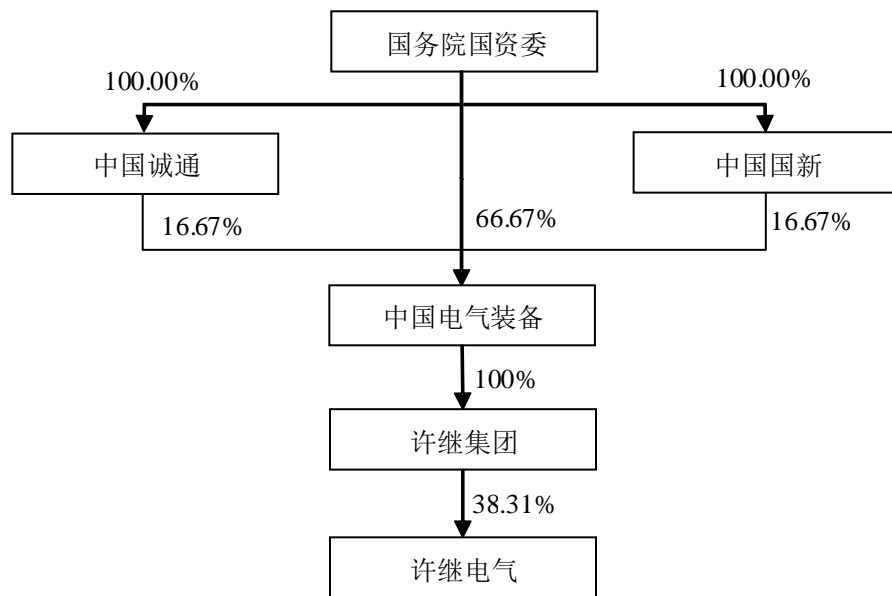 国务院国资委
100.00%
100.00%
中国诚通
中国国新
16.67%
66.67%
16.67%
中国电气装备
100%
许继集团
38.31%
许继电气